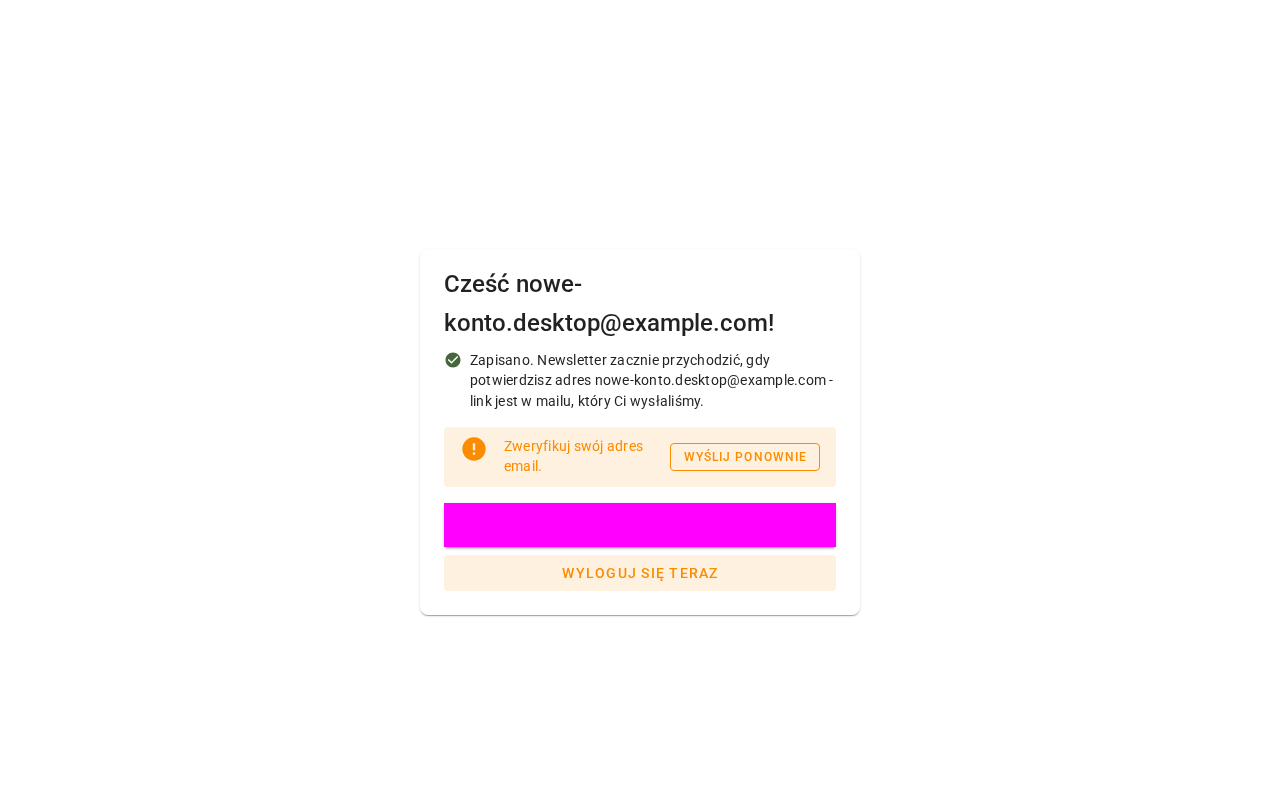 Cześć nowe-
konto.desktop@example.com!
Zapisano. Newsletter zacznie przychodzić, gdy
potwierdzisz adres nowe-konto.desktop@example.com -
link jest w mailu, który Ci wysłaliśmy.
Zweryfikuj swój adres
email.
WYŚLIJ PONOWNIE
WYLOGUJ SIĘ TERAZ